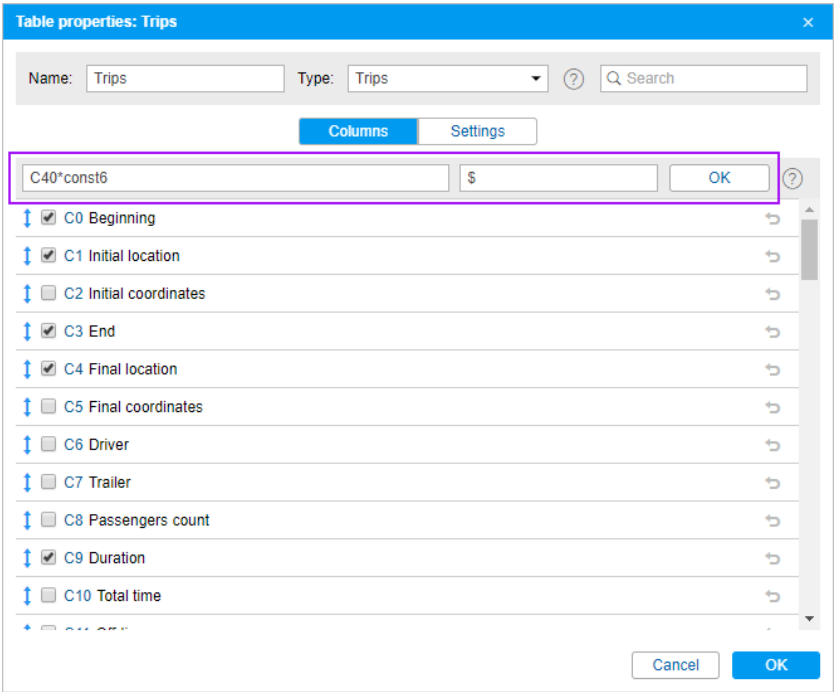 Table properties: Trips ×
Name: Trips Type: Trips ? Search
Columns Settings
C40*const6 $ OK ?
C0 Beginning
C1 Initial location
C2 Initial coordinates
C3 End
C4 Final location
C5 Final coordinates
C6 Driver
C7 Trailer
C8 Passengers count
C9 Duration
C10 Total time
Cancel OK